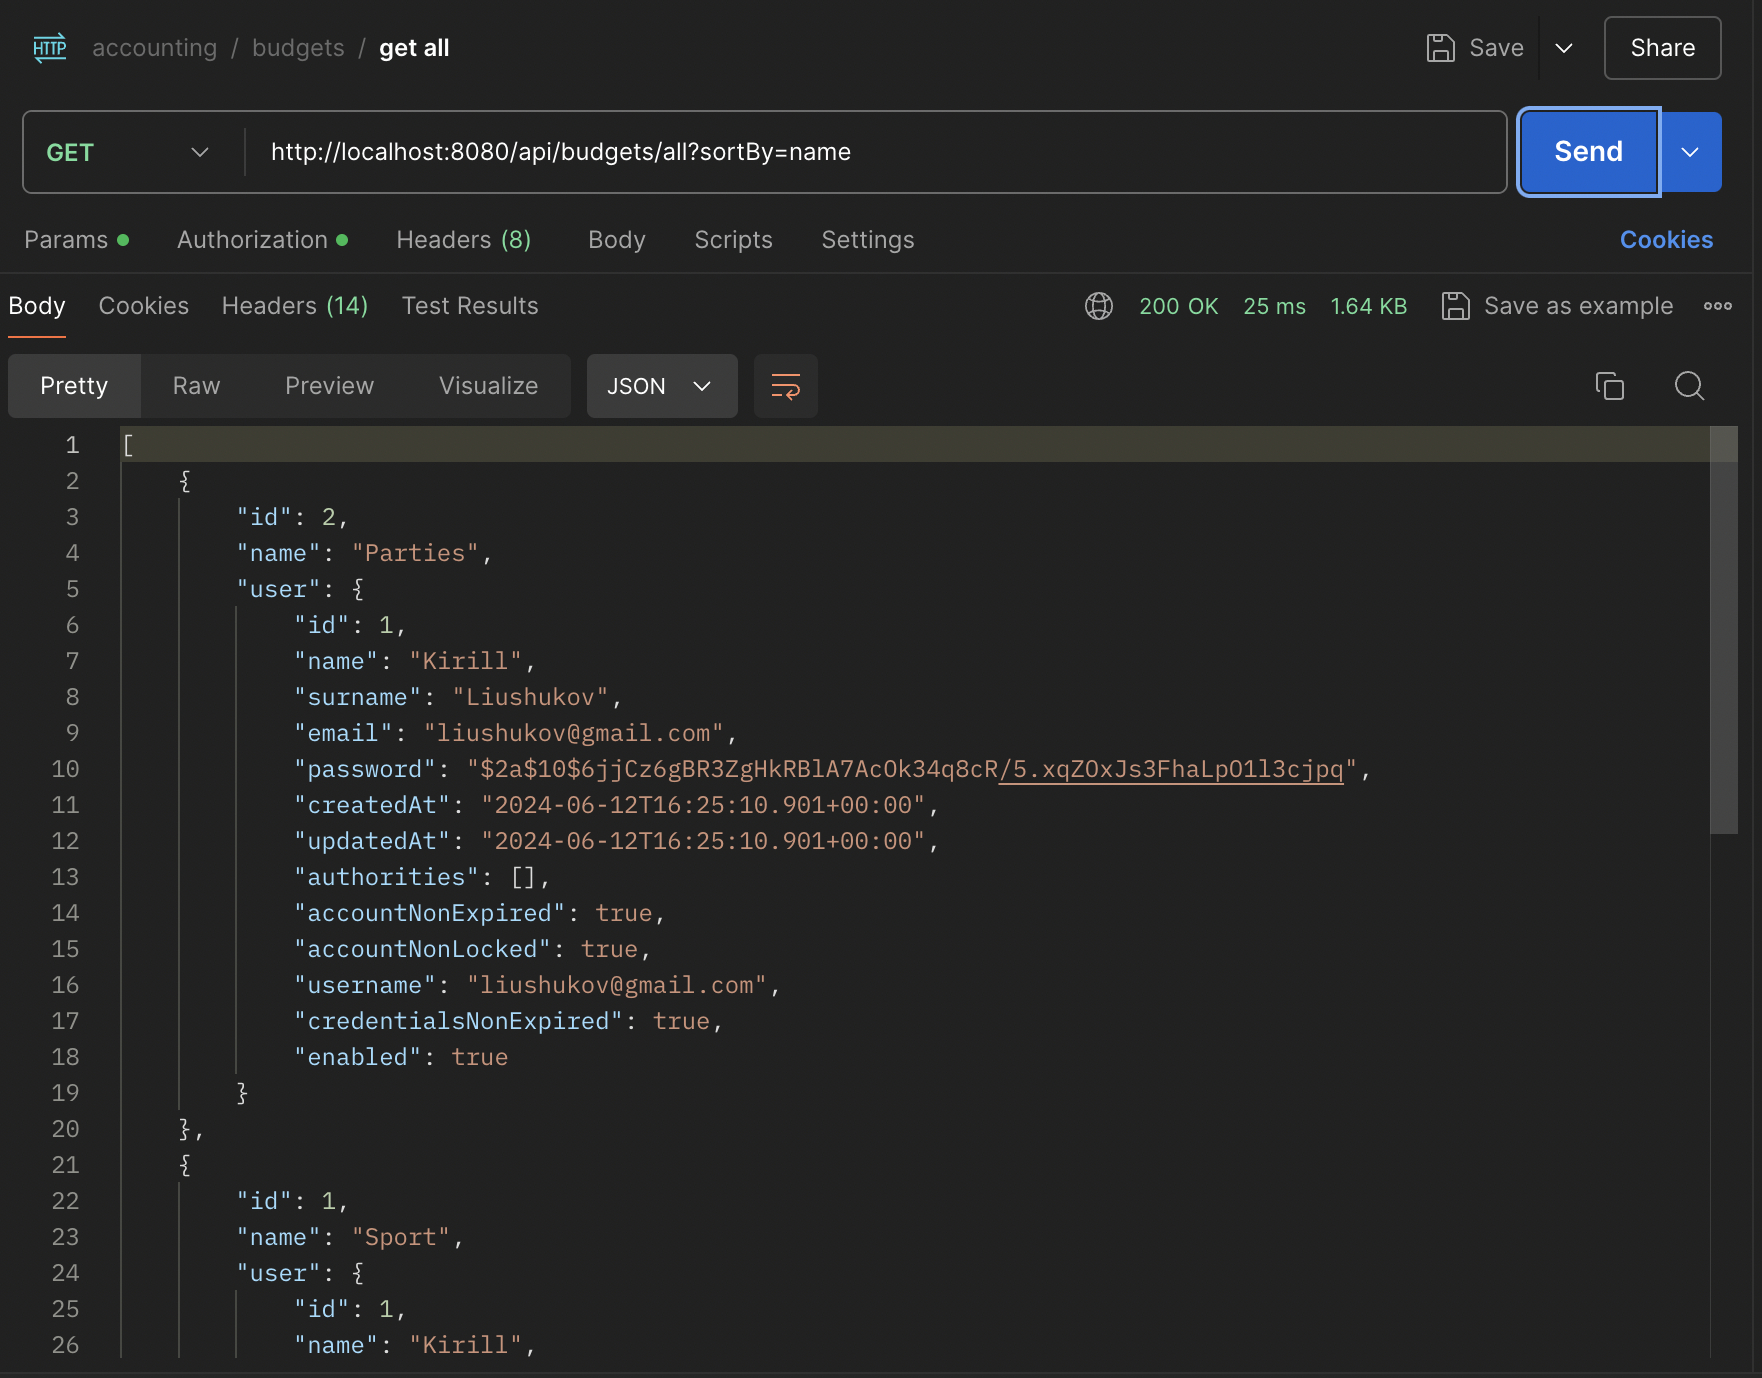 HTTP accounting / budgets / get all Save Share
GET http://localhost:8080/api/budgets/all?sortBy=name Send
Params Authorization Headers (8) Body Scripts Settings Cookies
Body Cookies Headers (14) Test Results 200 OK 25 ms 1.64 KB Save as example
Pretty Raw Preview Visualize JSON
1 [
2 {
3 "id": 2,
4 "name": "Parties",
5 "user": {
6 "id": 1,
7 "name": "Kirill",
8 "surname": "Liushukov",
9 "email": "liushukov@gmail.com",
10 "password": "$2a$10$6jjCz6gBR3ZgHkRBlA7AcOk34q8cR/5.xqZOxJs3FhaLpO1l3cjpq",
11 "createdAt": "2024-06-12T16:25:10.901+00:00",
12 "updatedAt": "2024-06-12T16:25:10.901+00:00",
13 "authorities": [],
14 "accountNonExpired": true,
15 "accountNonLocked": true,
16 "username": "liushukov@gmail.com",
17 "credentialsNonExpired": true,
18 "enabled": true
19 }
20 },
21 {
22 "id": 1,
23 "name": "Sport",
24 "user": {
25 "id": 1,
26 "name": "Kirill",